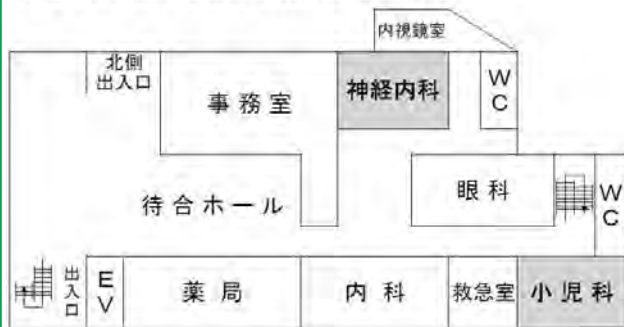 内視鏡室
北側
出入口
事務室
神経内科
WC
待合ホール
眼科
WC
出入口
EV
薬局
内科
救急室
小児科